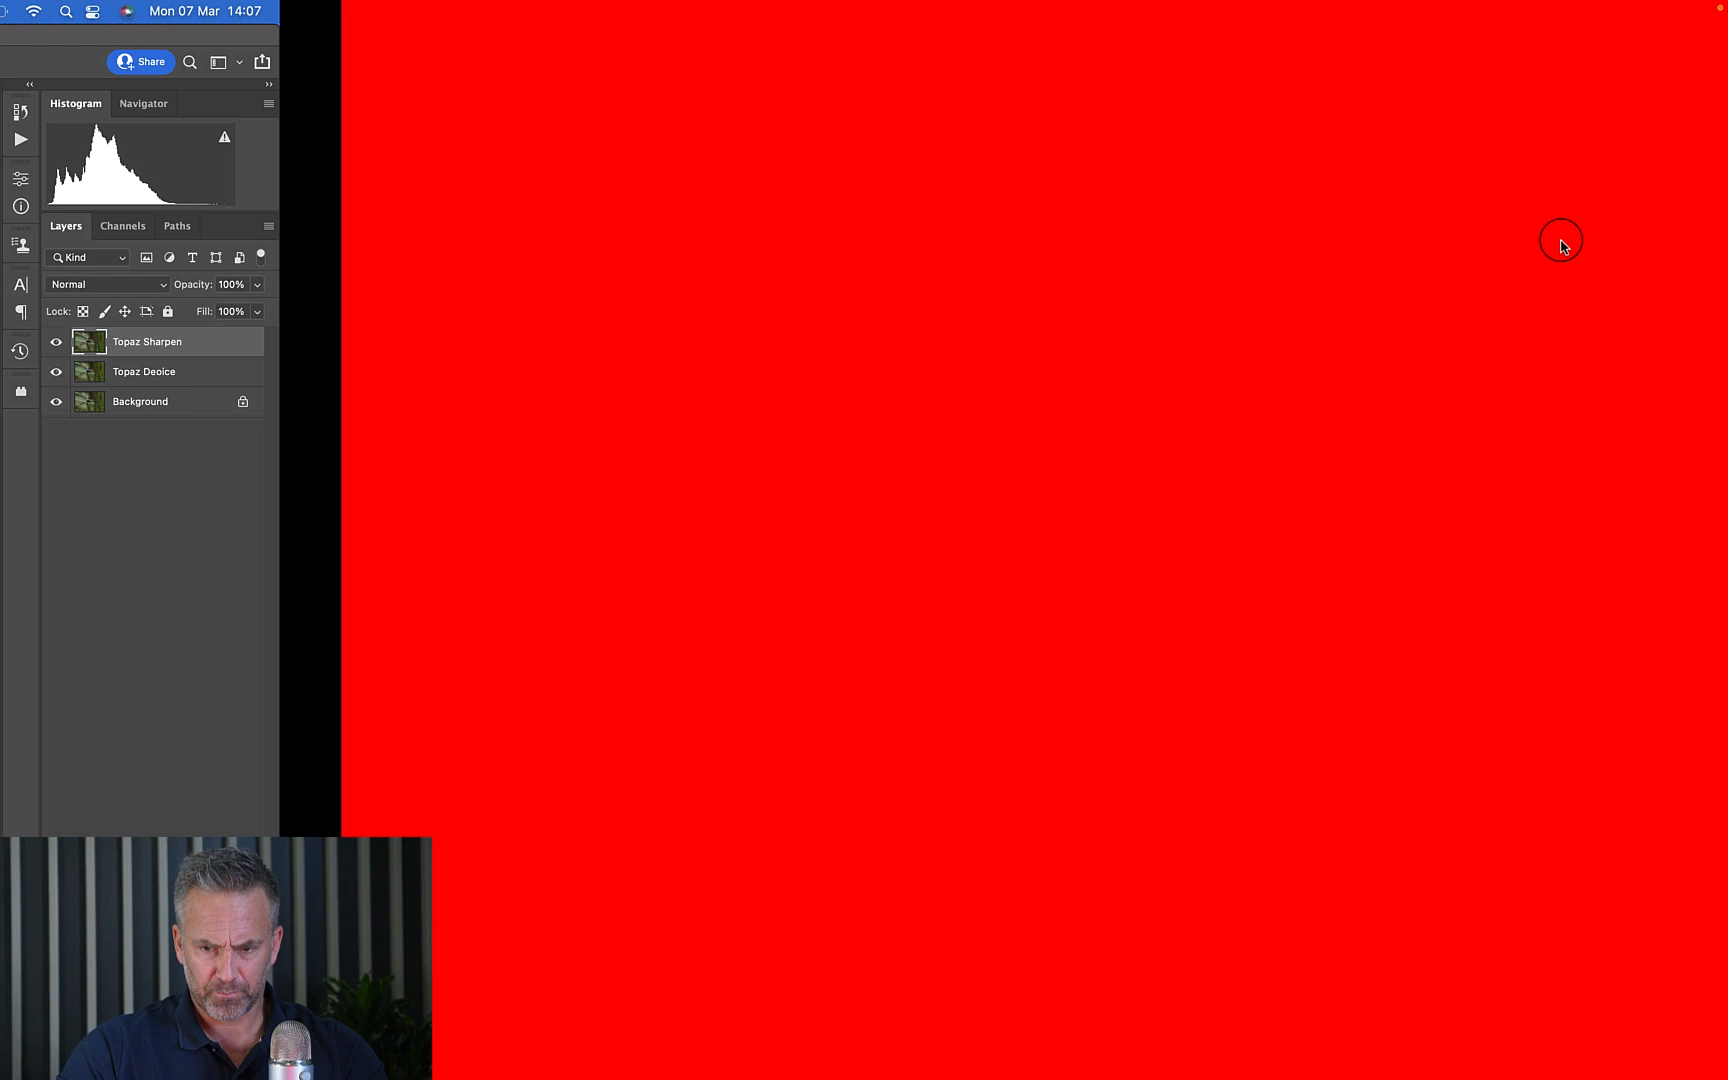 Mon 07 Mar 14:07
Share
Histogram
Navigator
Layers
Channels
Paths
Kind
Normal
Opacity: 100%
Lock:
Fill: 100%
Topaz Sharpen
Topaz Deoice
Background